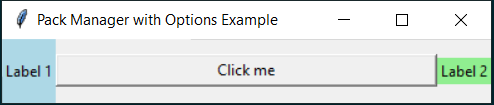 Pack Manager with Options Example
Label 1 Click me Label 2